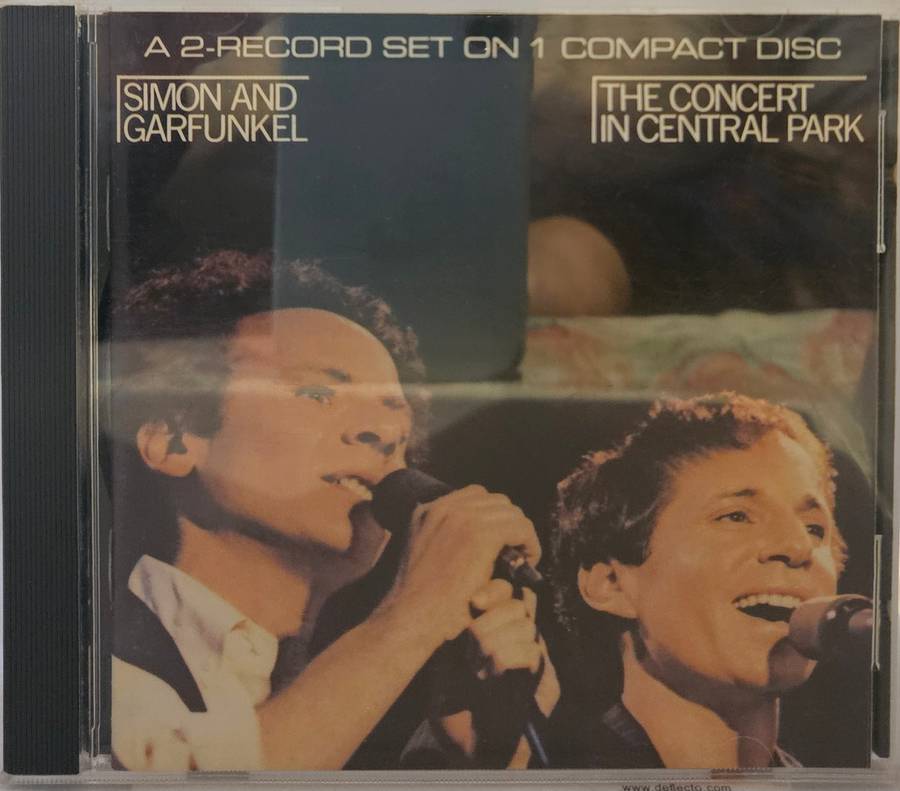 A 2-RECORD SET ON 1 COMPACT DISC
SIMON AND
GARFUNKEL
THE CONCERT
IN CENTRAL PARK
www.deflecto.com